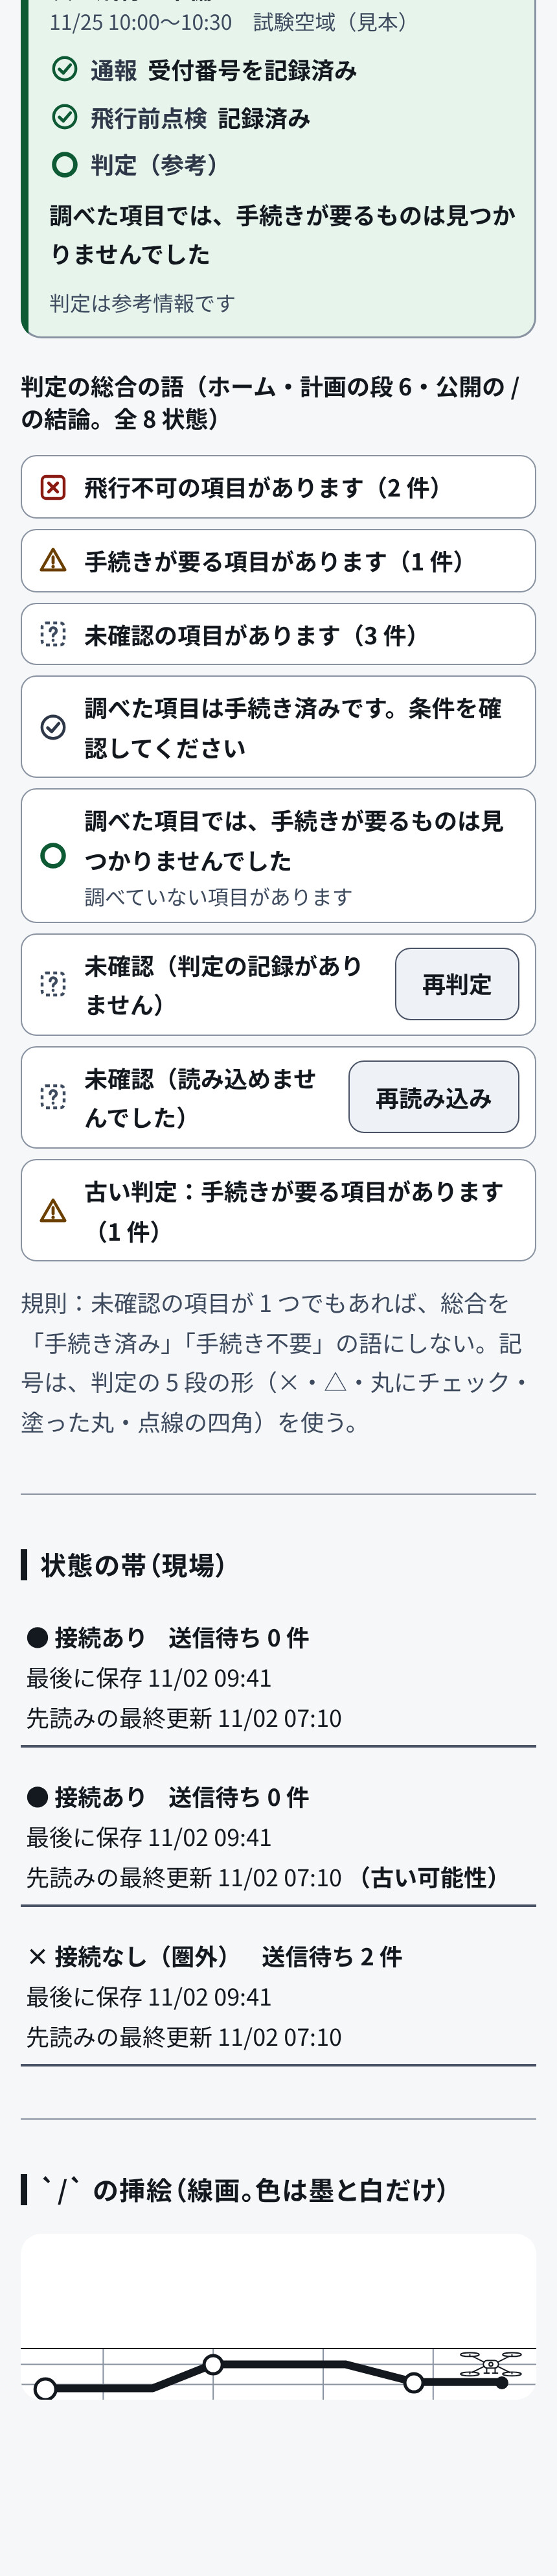 11/25 10:00〜10:30　試験空域（見本）
通報 受付番号を記録済み
飛行前点検 記録済み
判定（参考）
調べた項目では、手続きが要るものは見つか
りませんでした
判定は参考情報です
判定の総合の語（ホーム・計画の段 6・公開の /
の結論。全 8 状態）
飛行不可の項目があります（2 件）
手続きが要る項目があります（1 件）
未確認の項目があります（3 件）
調べた項目は手続き済みです。条件を確
認してください
調べた項目では、手続きが要るものは見
つかりませんでした
調べていない項目があります
未確認（判定の記録があり
ません）
再判定
未確認（読み込めませ
んでした）
再読み込み
古い判定：手続きが要る項目があります
（1 件）
規則：未確認の項目が 1 つでもあれば、総合を
「手続き済み」「手続き不要」の語にしない。記
号は、判定の 5 段の形（×・△・丸にチェック・
塗った丸・点線の四角）を使う。
状態の帯（現場）
● 接続あり　送信待ち 0 件
最後に保存 11/02 09:41
先読みの最終更新 11/02 07:10
● 接続あり　送信待ち 0 件
最後に保存 11/02 09:41
先読みの最終更新 11/02 07:10 （古い可能性）
× 接続なし（圏外）　送信待ち 2 件
最後に保存 11/02 09:41
先読みの最終更新 11/02 07:10
`/` の挿絵（線画。色は墨と白だけ）